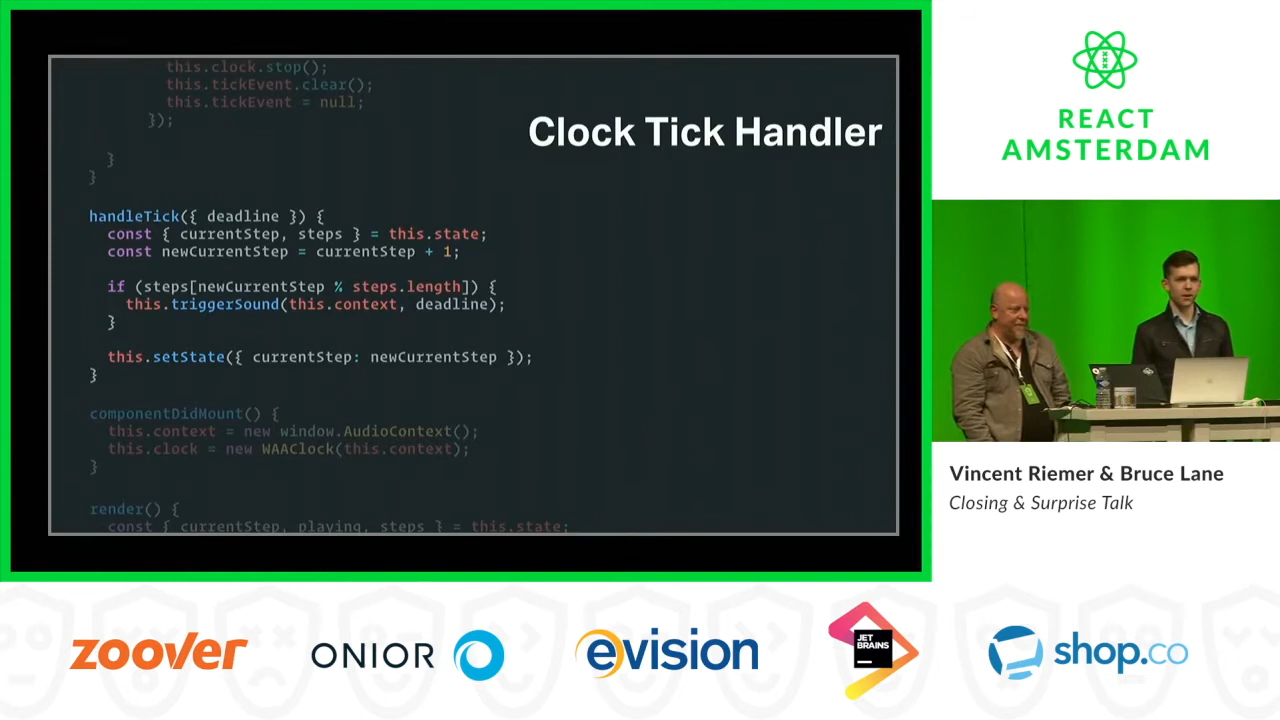 this.clock.stop();
this.tickEvent.clear();
this.tickEvent = null;
});
}
}
Clock Tick Handler
handleTick({ deadline }) {
const { currentStep, steps } = this.state;
const newCurrentStep = currentStep + 1;
if (steps[newCurrentStep % steps.length]) {
this.triggerSound(this.context, deadline);
}
this.setState({ currentStep: newCurrentStep });
}
componentDidMount() {
this.context = new window.AudioContext();
this.clock = new WAAClock(this.context);
}
render() {
const { currentStep, playing, steps } = this.state;
REACT
AMSTERDAM
Vincent Riemer & Bruce Lane
Closing & Surprise Talk
zoover
ONIOR
evision
JET
BRAINS
shop.co